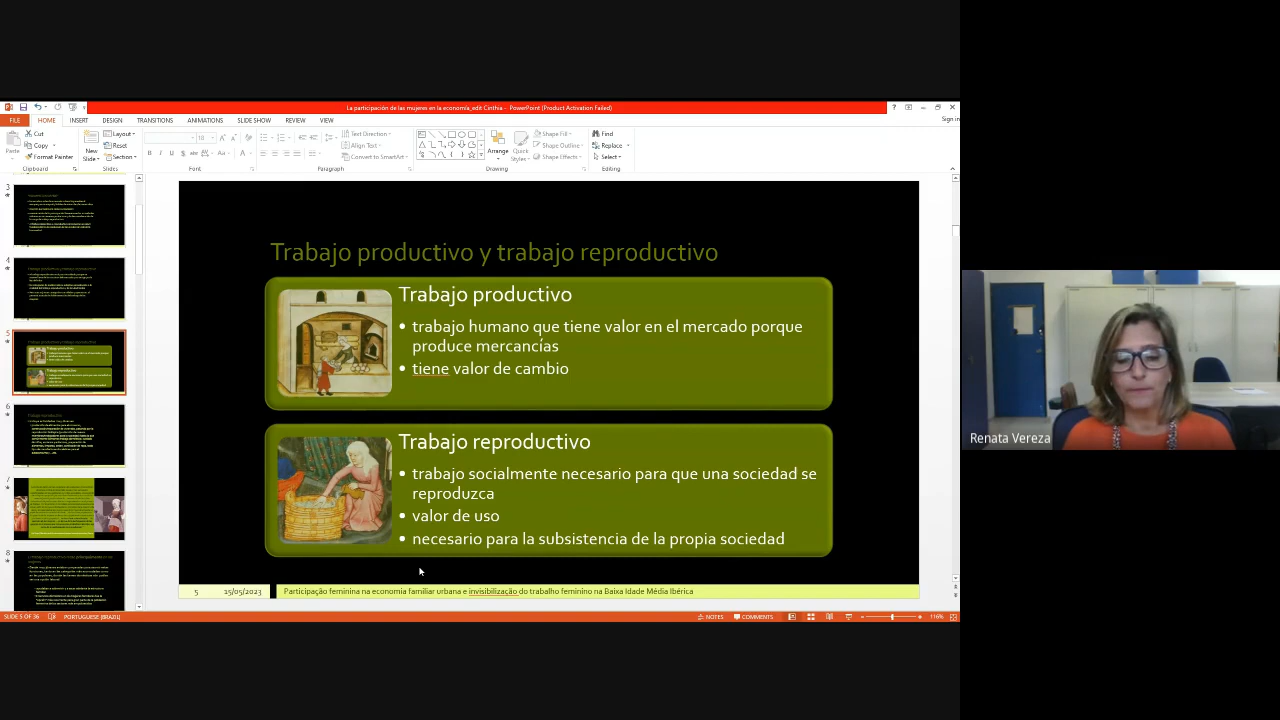 La participación de las mujeres en la economía_edit Cinthia - PowerPoint (Product Activation Failed)
FILE HOME INSERT DESIGN TRANSITIONS ANIMATIONS SLIDE SHOW REVIEW VIEW Sign in
Paste
Cut
Copy
Format Painter
Clipboard
New Slide
Layout
Reset
Section
Slides
Font
Text Direction
Align Text
Convert to SmartArt
Paragraph
Arrange
Quick Styles
Shape Fill
Shape Outline
Shape Effects
Drawing
Find
Replace
Select
Editing
3
4
5
6
7
8
Trabajo productivo y trabajo reproductivo
Trabajo productivo
• trabajo humano que tiene valor en el mercado porque
produce mercancías
• tiene valor de cambio
Trabajo reproductivo
• trabajo socialmente necesario para que una sociedad se
reproduzca
• valor de uso
• necesario para la subsistencia de la propia sociedad
5 15/05/2023 Participação feminina na economia familiar urbana e invisibilização do trabalho feminino na Baixa Idade Média Ibérica
Renata Vereza
SLIDE 5 OF 36 PORTUGUESE (BRAZIL) NOTES COMMENTS 116%